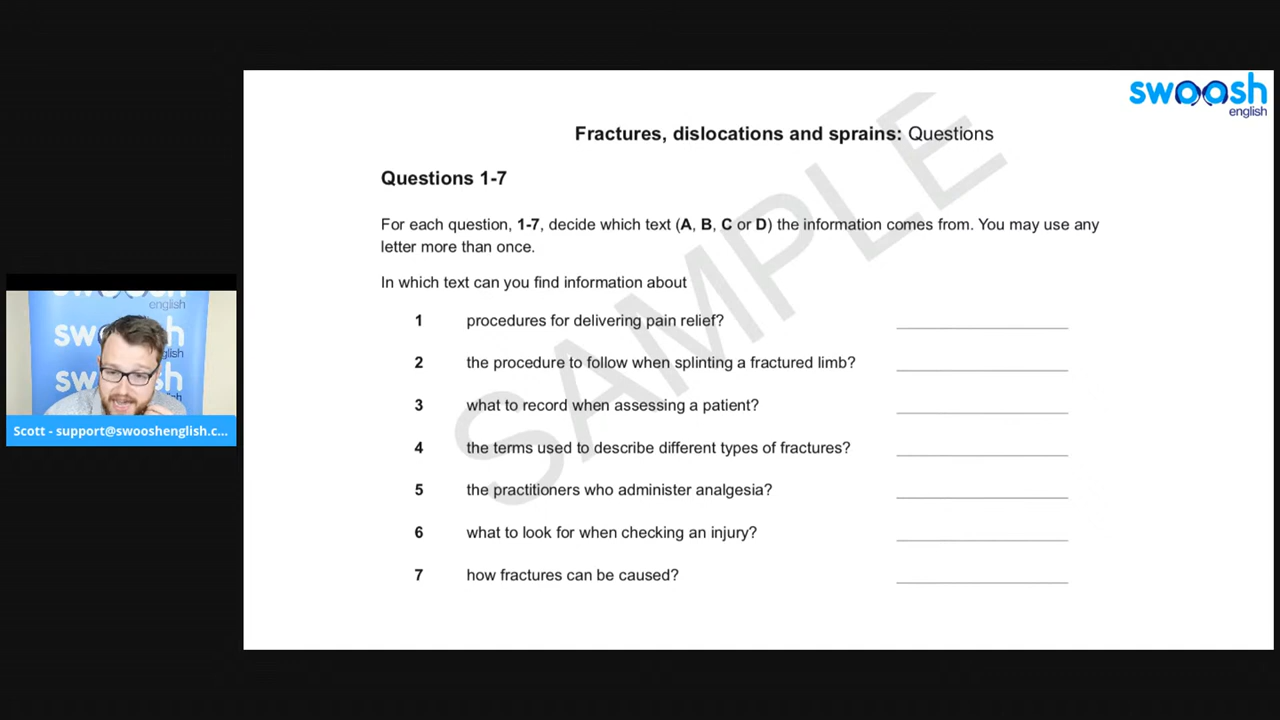 swoosh
english
Fractures, dislocations and sprains: Questions
Questions 1-7
For each question, 1-7, decide which text (A, B, C or D) the information comes from. You may use any
letter more than once.
In which text can you find information about
1 procedures for delivering pain relief?
2 the procedure to follow when splinting a fractured limb?
3 what to record when assessing a patient?
4 the terms used to describe different types of fractures?
5 the practitioners who administer analgesia?
6 what to look for when checking an injury?
7 how fractures can be caused?
SAMPLE
english
swoosh
english
sw sh
Scott - support@swooshenglish.c...